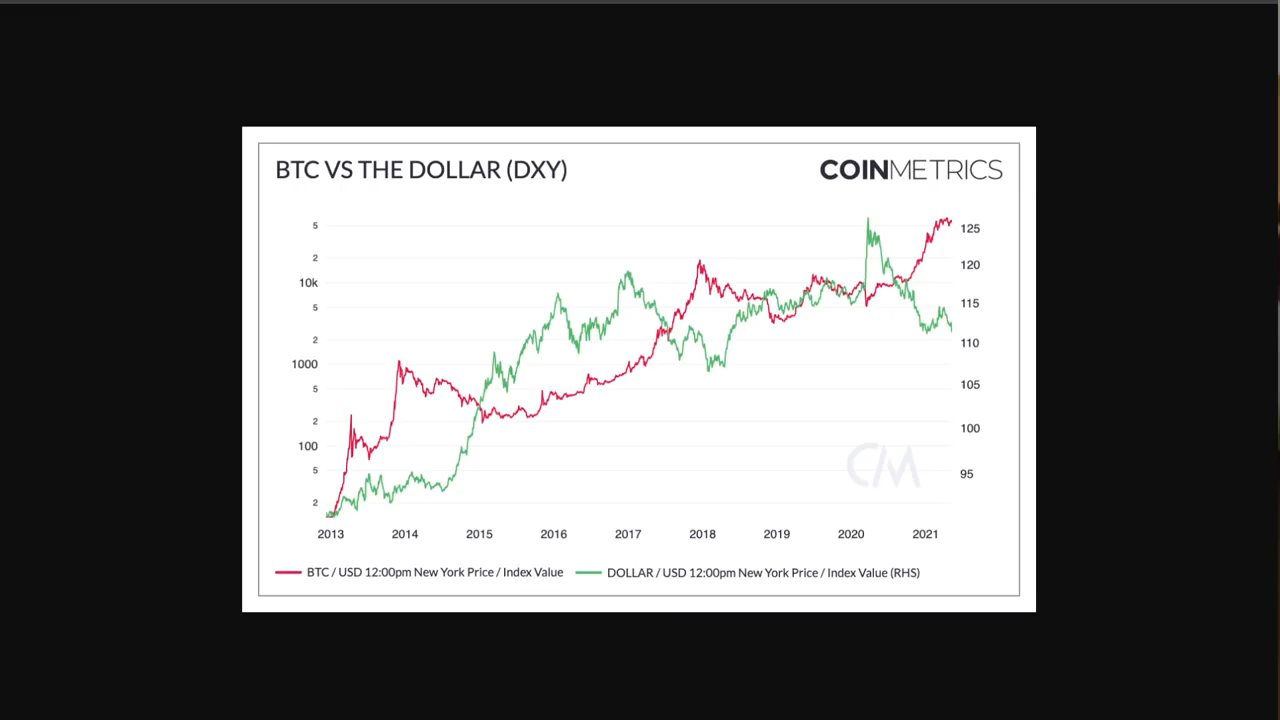 BTC VS THE DOLLAR (DXY)
COINMETRICS
5
2
10k
5
2
1000
5
2
100
5
2
125
120
115
110
105
100
95
CM
2013 2014 2015 2016 2017 2018 2019 2020 2021
BTC / USD 12:00pm New York Price / Index Value DOLLAR / USD 12:00pm New York Price / Index Value (RHS)